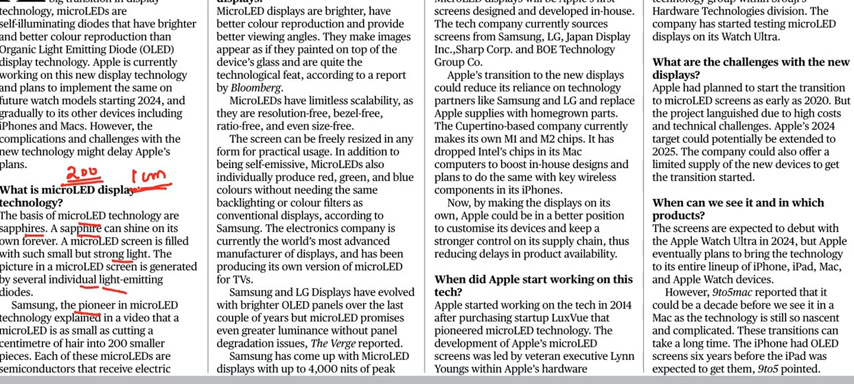 big transition in display
technology, microLEDs are
self-illuminating diodes that have brighter
and better colour reproduction than
Organic Light Emitting Diode (OLED)
display technology. Apple is currently
working on this new display technology
and plans to implement the same on
future watch models starting 2024, and
gradually to its other devices including
iPhones and Macs. However, the
complications and challenges with the
new technology might delay Apple's
plans.
200 1 cm
What is microLED display
technology?
The basis of microLED technology are
sapphires. A sapphire can shine on its
own forever. A microLED screen is filled
with such small but strong light. The
picture in a microLED screen is generated
by several individual light-emitting
diodes.
Samsung, the pioneer in microLED
technology explained in a video that a
microLED is as small as cutting a
centimetre of hair into 200 smaller
pieces. Each of these microLEDs are
semiconductors that receive electric
displays?
MicroLED displays are brighter, have
better colour reproduction and provide
better viewing angles. They make images
appear as if they painted on top of the
device's glass and are quite the
technological feat, according to a report
by Bloomberg.
MicroLEDs have limitless scalability, as
they are resolution-free, bezel-free,
ratio-free, and even size-free.
The screen can be freely resized in any
form for practical usage. In addition to
being self-emissive, MicroLEDs also
individually produce red, green, and blue
colours without needing the same
backlighting or colour filters as
conventional displays, according to
Samsung. The electronics company is
currently the world's most advanced
manufacturer of displays, and has been
producing its own version of microLED
for TVs.
Samsung and LG Displays have evolved
with brighter OLED panels over the last
couple of years but microLED promises
even greater luminance without panel
degradation issues, The Verge reported.
Samsung has come up with MicroLED
displays with up to 4,000 nits of peak
screens designed and developed in-house.
The tech company currently sources
screens from Samsung, LG, Japan Display
Inc.,Sharp Corp. and BOE Technology
Group Co.
Apple's transition to the new displays
could reduce its reliance on technology
partners like Samsung and LG and replace
Apple supplies with homegrown parts.
The Cupertino-based company currently
makes its own M1 and M2 chips. It has
dropped Intel's chips in its Mac
computers to boost in-house designs and
plans to do the same with key wireless
components in its iPhones.
Now, by making the displays on its
own, Apple could be in a better position
to customise its devices and keep a
stronger control on its supply chain, thus
reducing delays in product availability.
When did Apple start working on this
tech?
Apple started working on the tech in 2014
after purchasing startup LuxVue that
pioneered microLED technology. The
development of Apple's microLED
screens was led by veteran executive Lynn
Youngs within Apple's hardware
Hardware Technologies division. The
company has started testing microLED
displays on its Watch Ultra.
What are the challenges with the new
displays?
Apple had planned to start the transition
to microLED screens as early as 2020. But
the project languished due to high costs
and technical challenges. Apple's 2024
target could potentially be extended to
2025. The company could also offer a
limited supply of the new devices to get
the transition started.
When can we see it and in which
products?
The screens are expected to debut with
the Apple Watch Ultra in 2024, but Apple
eventually plans to bring the technology
to its entire lineup of iPhone, iPad, Mac,
and Apple Watch devices.
However, 9to5mac reported that it
could be a decade before we see it in a
Mac as the technology is still so nascent
and complicated. These transitions can
take a long time. The iPhone had OLED
screens six years before the iPad was
expected to get them, 9to5 pointed.